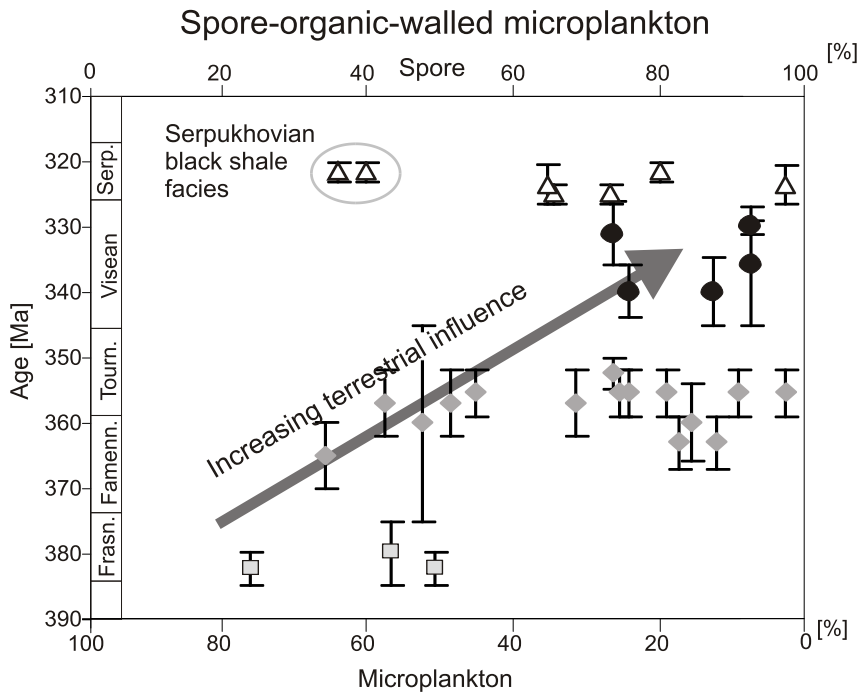 Spore-organic-walled microplankton
[%]
0 20 40 Spore 60 80 100
310
320
330
340
350
360
370
380
390
Age [Ma]
Serp.
Visean
Tourn.
Famenn.
Frasn.
Serpukhovian
black shale
facies
Increasing terrestrial influence
100 80 60 40 20 0 [%]
Microplankton